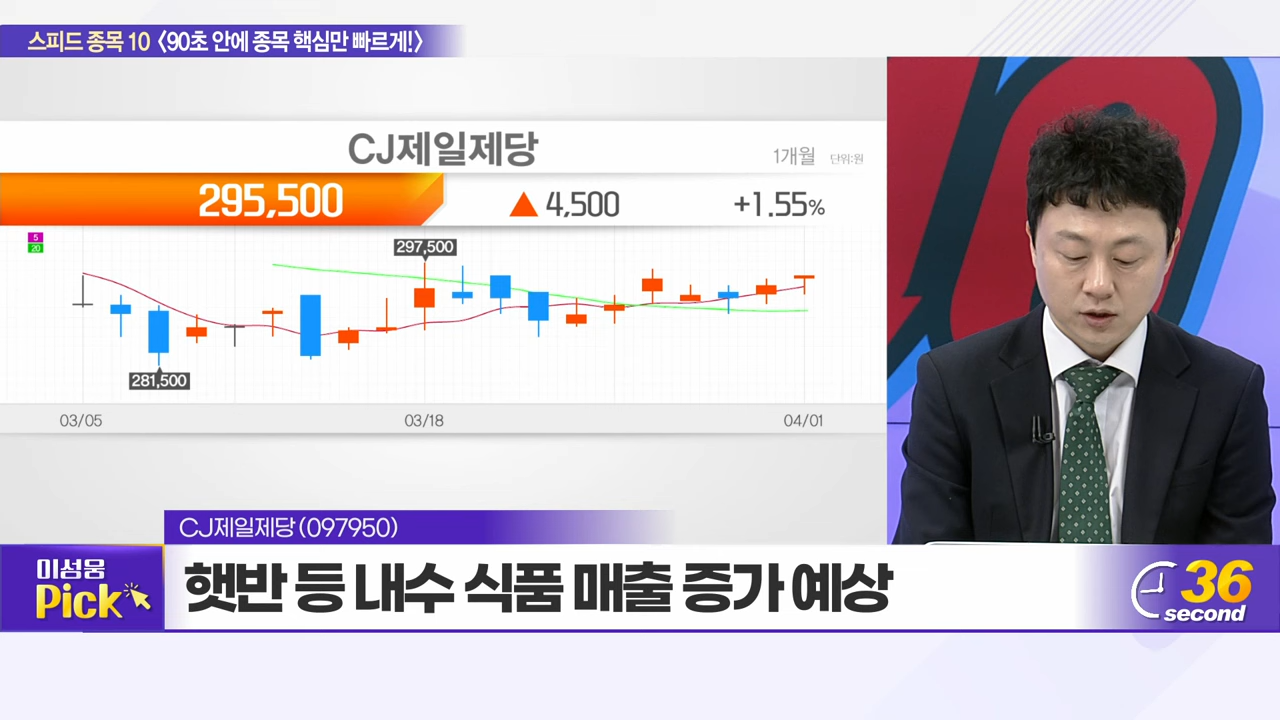 스피드 종목 10 〈90초 안에 종목 핵심만 빠르게!〉
CJ제일제당
1개월 단위:원
295,500 ▲ 4,500 +1.55%
5
20
297,500
281,500
03/05 03/18 04/01
CJ제일제당(097950)
이성웅
Pick
햇반 등 내수 식품 매출 증가 예상
36
second